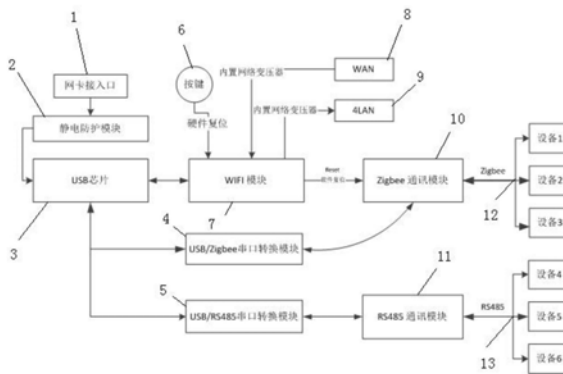 1
6
8
2
网卡接入口
按键
内置网络变压器
WAN
9
内置网络变压器
4LAN
静电防护模块
硬件复位
10
设备1
USB芯片
WIFI 模块
Reset
硬件复位
Zigbee 通讯模块
Zigbee
设备2
3
7
4
12
设备3
USB/Zigbee串口转换模块
11
设备4
5
USB/RS485串口转换模块
RS485 通讯模块
RS485
设备5
13
设备6